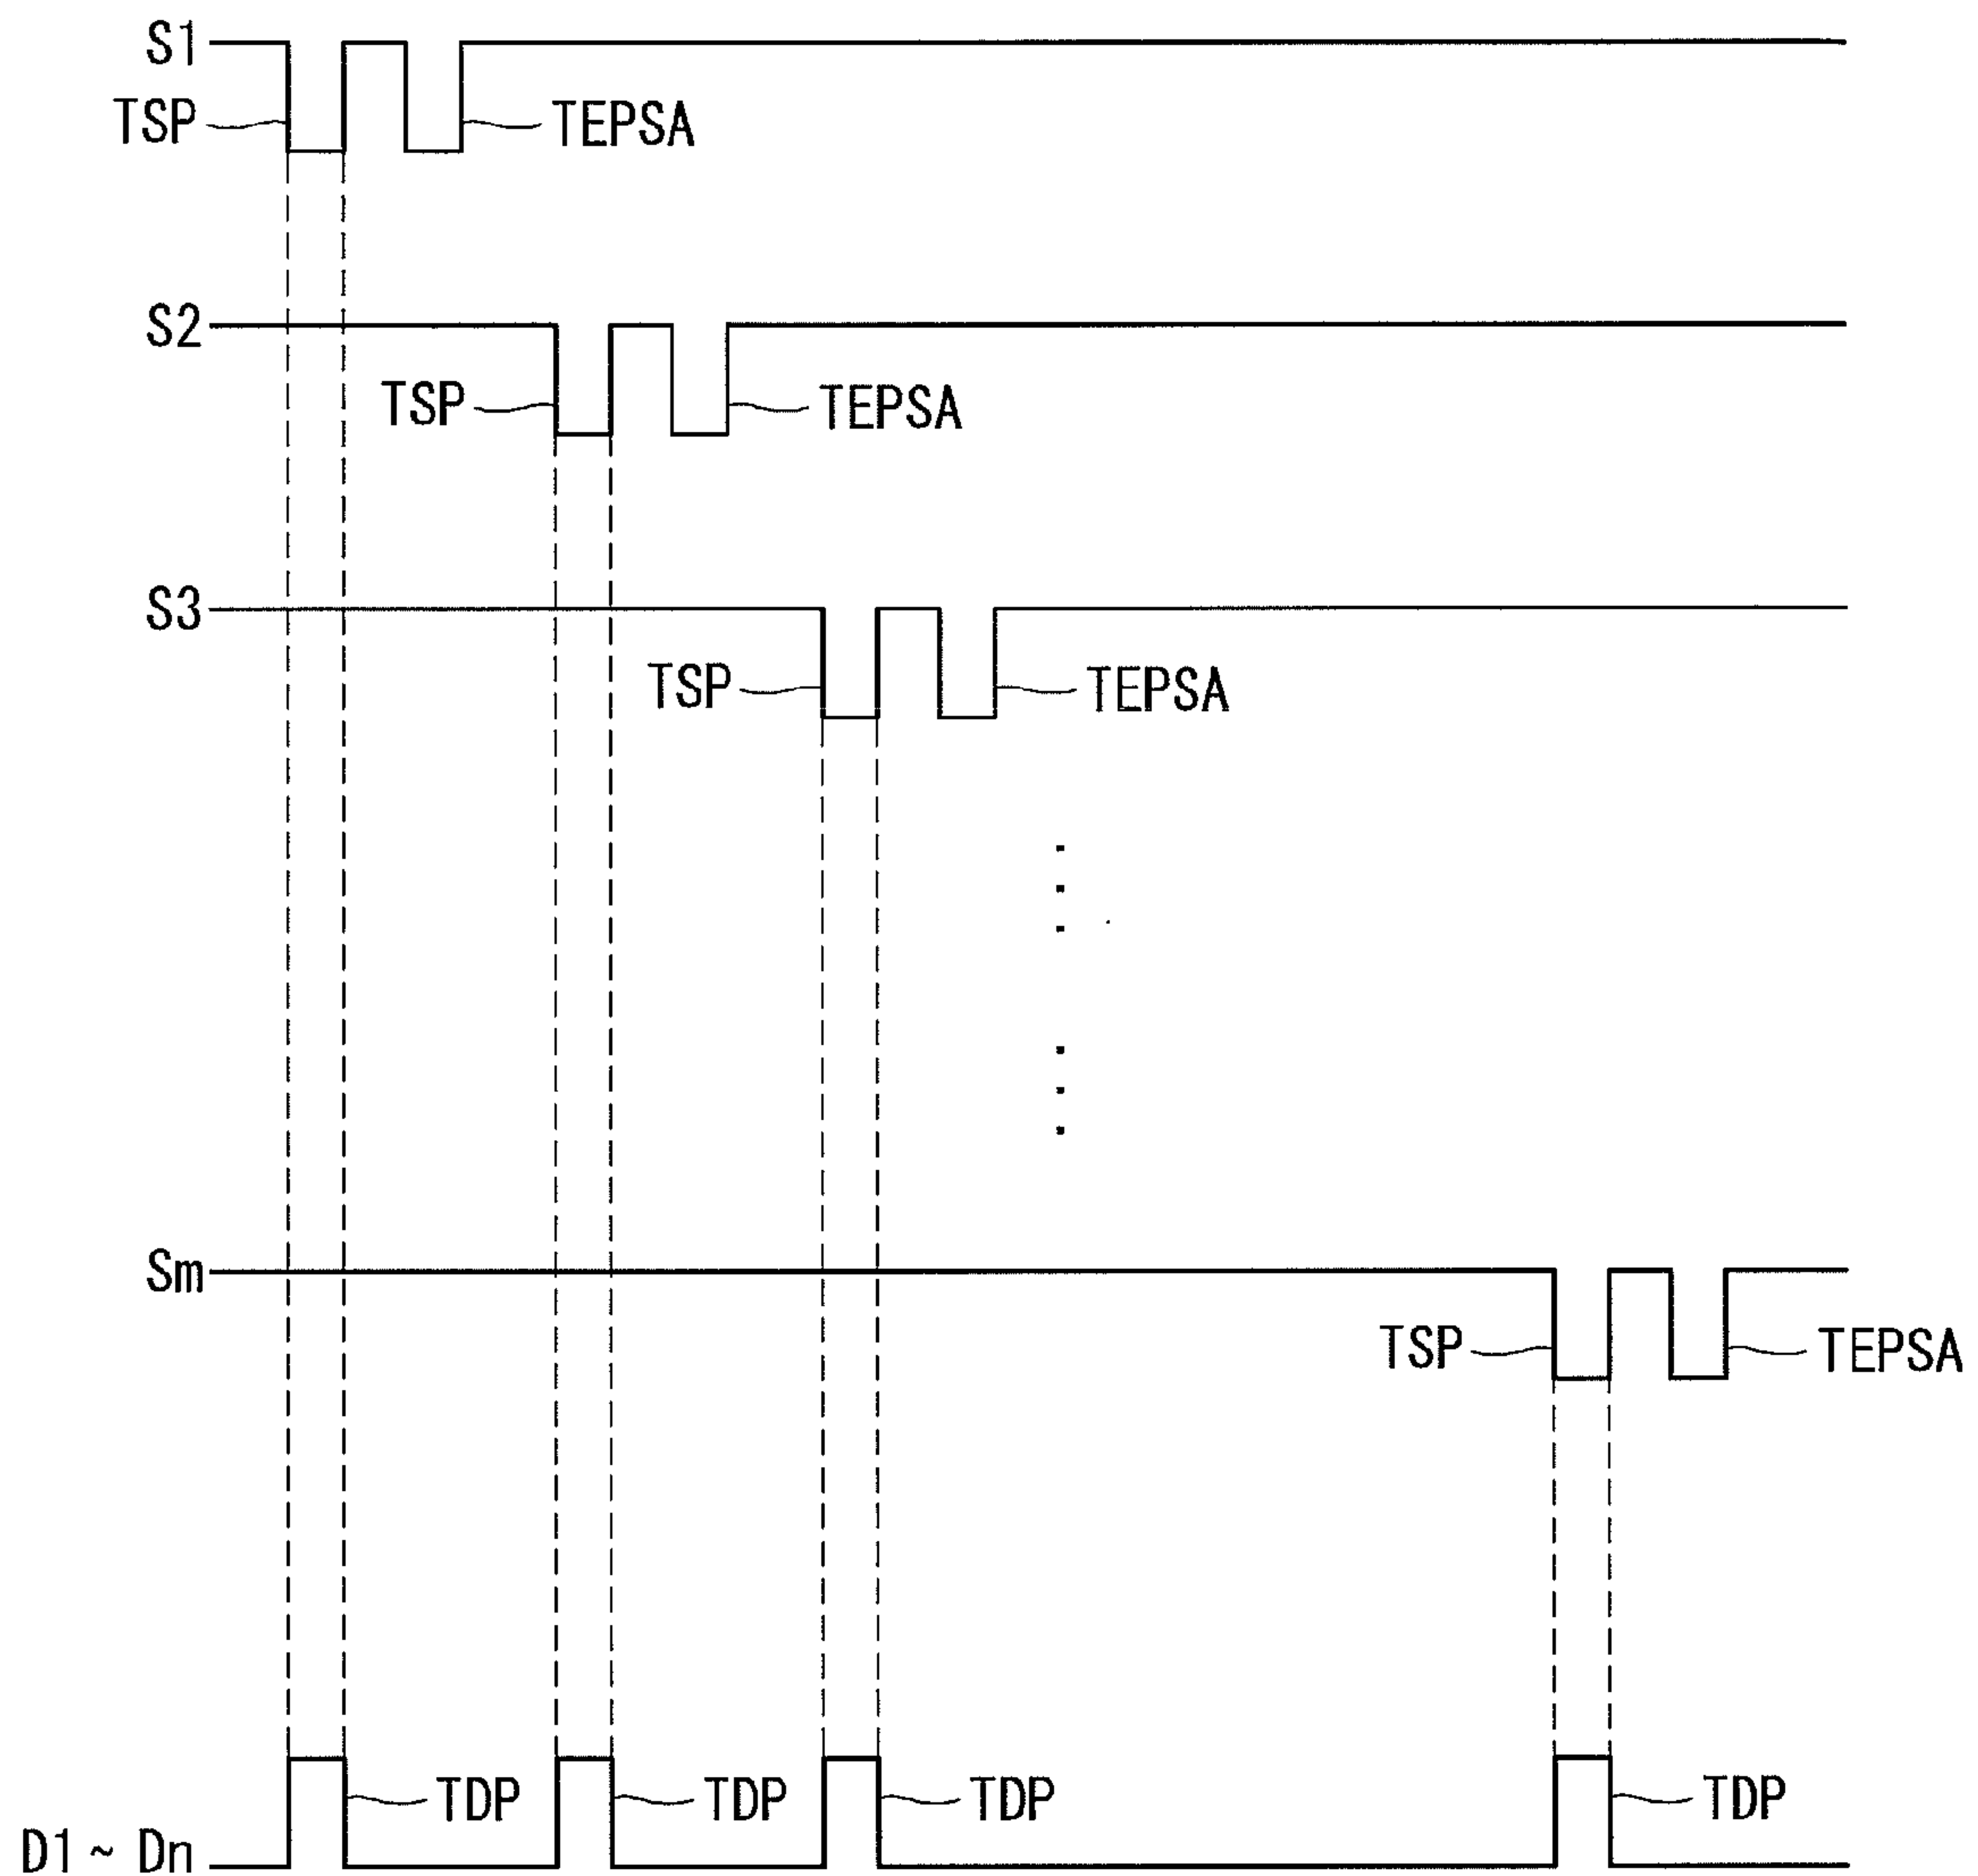 S1
TSP
TEPSA
S2
TSP
TEPSA
S3
TSP
TEPSA
Sm
TSP
TEPSA
TDP
TDP
TDP
TDP
D1 ~ Dn